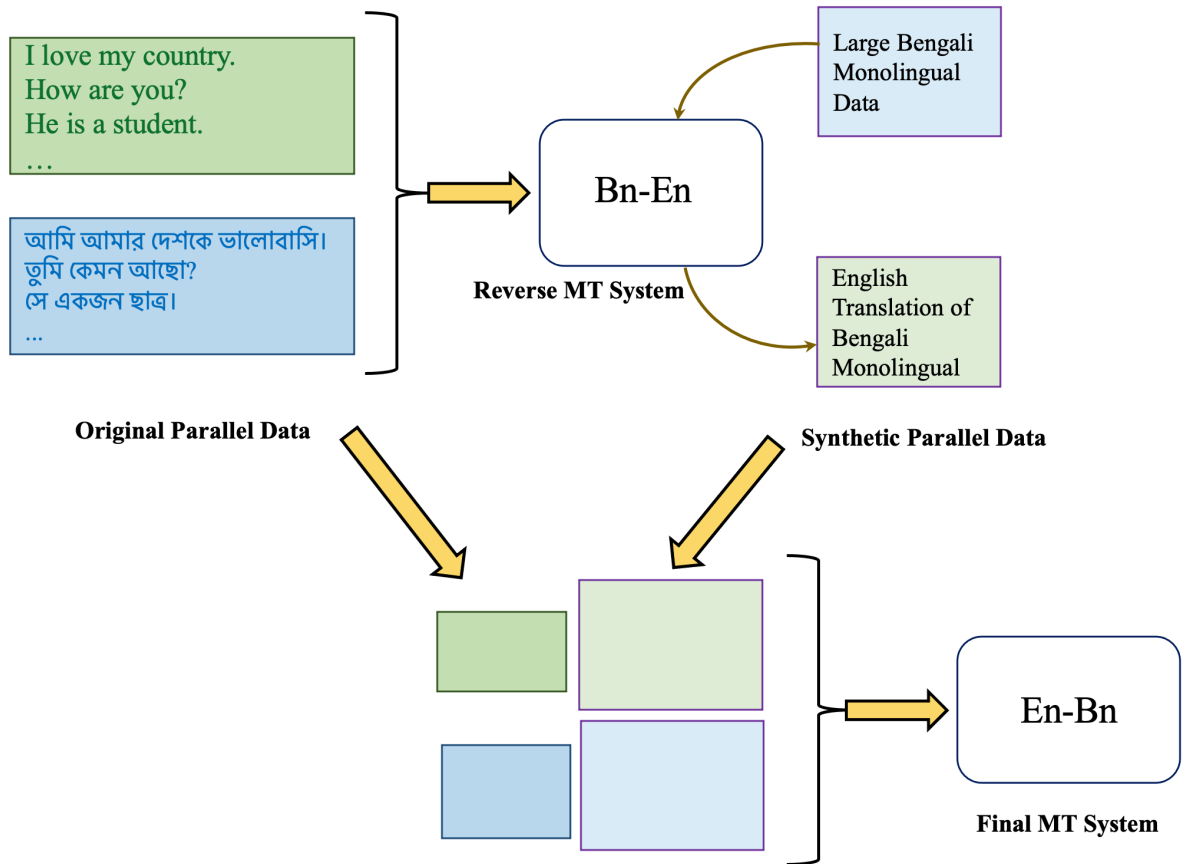 I love my country.
How are you?
He is a student.
…
আমি আমার দেশকে ভালোবাসি।
তুমি কেমন আছো?
সে একজন ছাত্র।
...
Original Parallel Data
Bn-En
Reverse MT System
Large Bengali
Monolingual
Data
English
Translation of
Bengali
Monolingual
Synthetic Parallel Data
En-Bn
Final MT System